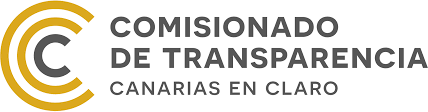 COMISIONADO
DE TRANSPARENCIA
CANARIAS EN CLARO